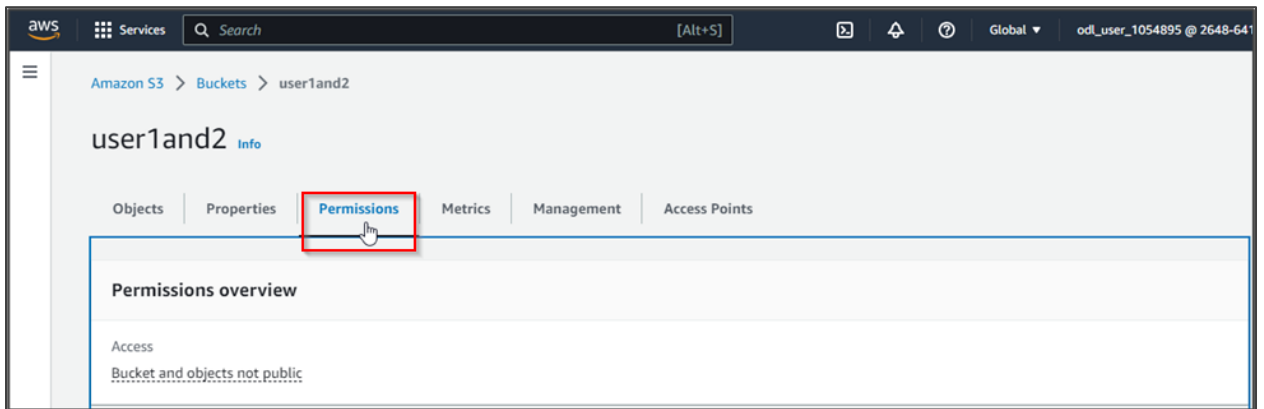 aws Services Search [Alt+S] Global odl_user_1054895 @ 2648-641
Amazon S3 > Buckets > user1and2
user1and2 Info
Objects Properties Permissions Metrics Management Access Points
Permissions overview
Access
Bucket and objects not public